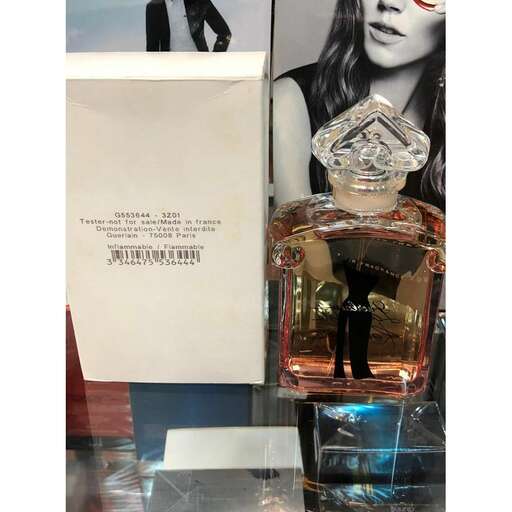 G553644 - 3Z01
Tester-not for sale/Made in france
Demonstration-Vente interdite
Guerlain - 75008 Paris
Inflammable / Flammable
3 346475 536444